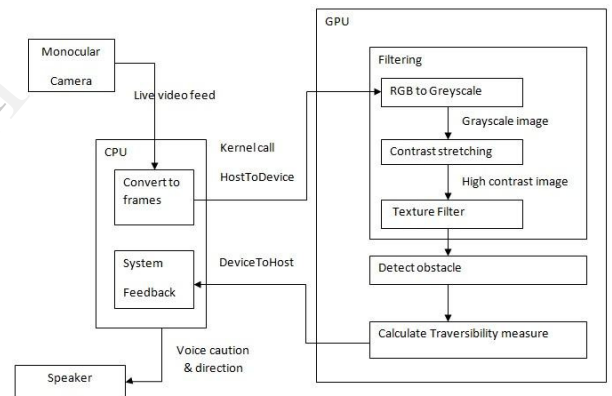 GPU
Monocular
Camera
Live video feed
Filtering
RGB to Greyscale
Grayscale image
Contrast stretching
High contrast image
Texture Filter
CPU
Convert to
frames
Kernel call
HostToDevice
System
Feedback
DeviceToHost
Detect obstacle
Calculate Traversibility measure
Voice caution
& direction
Speaker